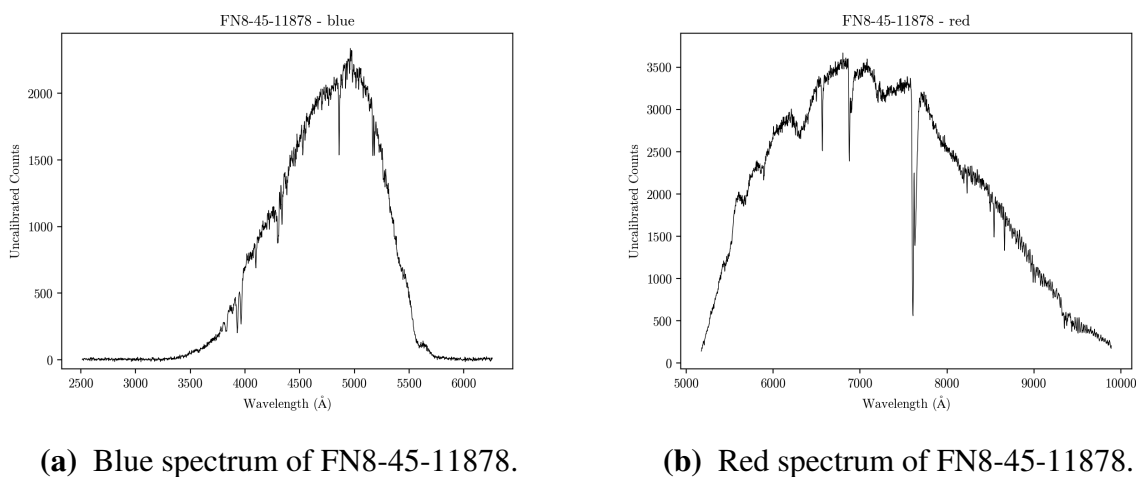 FN8-45-11878 - blue
Uncalibrated Counts
2000
1500
1000
500
0
2500 3000 3500 4000 4500 5000 5500 6000
Wavelength (Å)
FN8-45-11878 - red
Uncalibrated Counts
3500
3000
2500
2000
1500
1000
500
0
5000 6000 7000 8000 9000 10000
Wavelength (Å)
(a) Blue spectrum of FN8-45-11878.
(b) Red spectrum of FN8-45-11878.